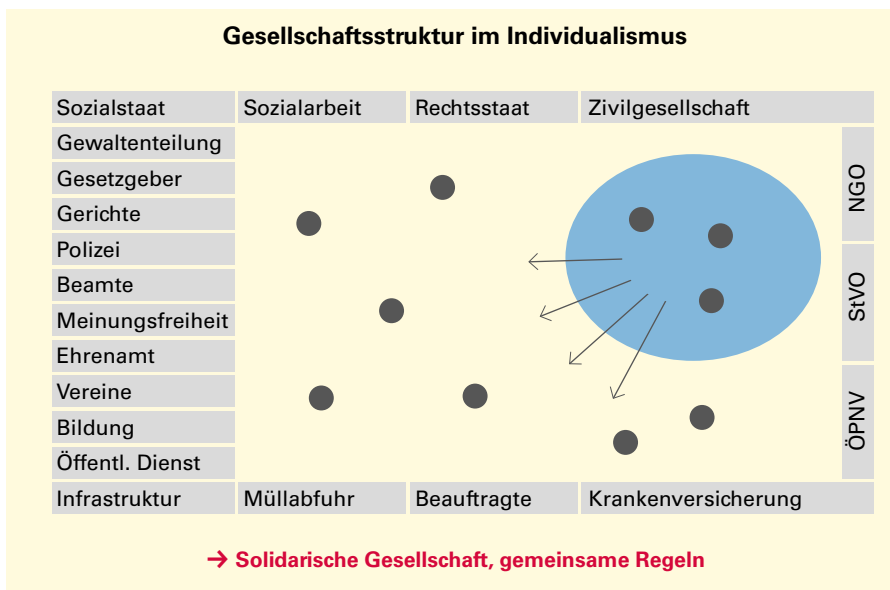 Gesellschaftsstruktur im Individualismus
Sozialstaat
Sozialarbeit
Rechtsstaat
Zivilgesellschaft
Gewaltenteilung
Gesetzgeber
Gerichte
Polizei
Beamte
Meinungsfreiheit
Ehrenamt
Vereine
Bildung
Öffentl. Dienst
NGO
StVO
ÖPNV
Infrastruktur
Müllabfuhr
Beauftragte
Krankenversicherung
→ Solidarische Gesellschaft, gemeinsame Regeln